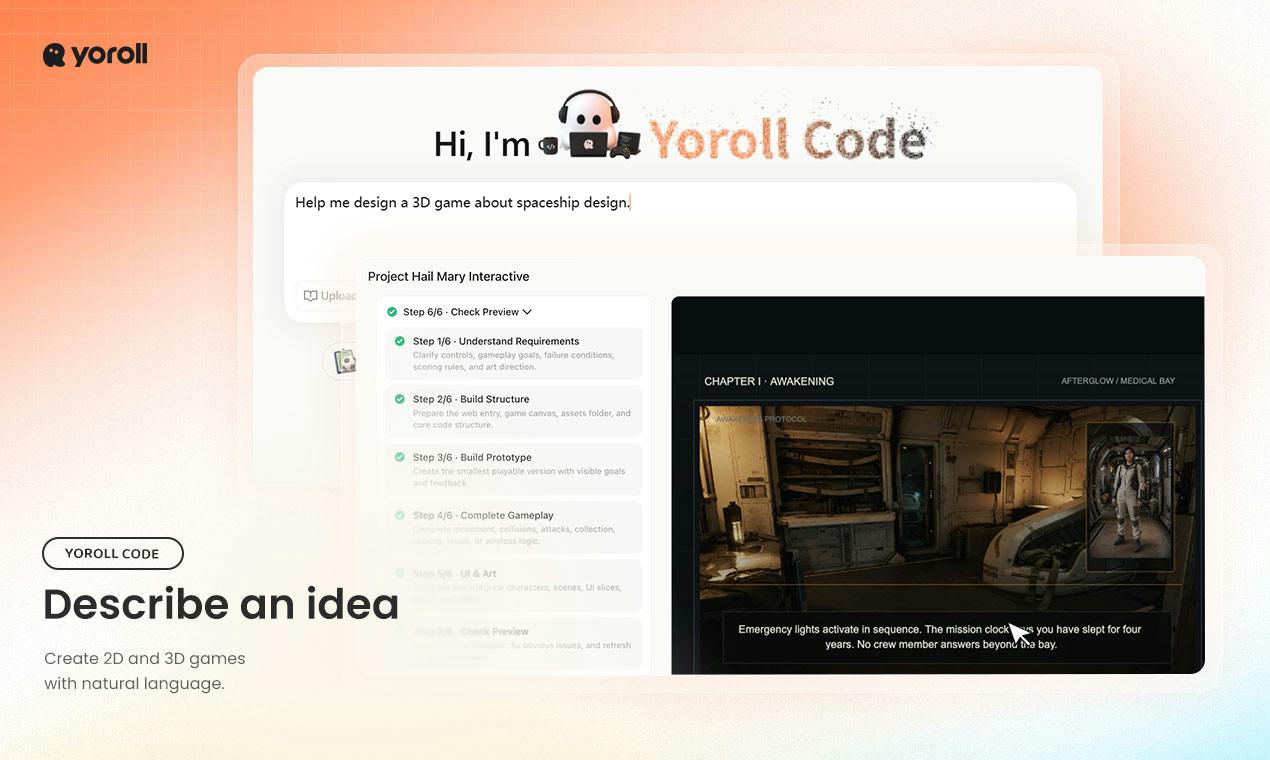 yoroll
Hi, I'm Yoroll Code
Help me design a 3D game about spaceship design.
Upload
Project Hail Mary Interactive
Step 6/6 · Check Preview
Step 1/6 · Understand Requirements
Clarify controls, gameplay goals, failure conditions,
scoring rules, and art direction.
Step 2/6 · Build Structure
Prepare the web entry, game canvas, assets folder, and
core code structure.
Step 3/6 · Build Prototype
Create the smallest playable version with visible goals
and feedback.
Step 4/6 · Complete Gameplay
Complete movement, collisions, attacks, collection,
scoring, levels, or win/loss logic.
Step 5/6 · UI & Art
and integrate characters, scenes, UI slices,
Step 6/6 · Check Preview
fix obvious issues, and refresh
CHAPTER I · AWAKENING
AFTERGLOW / MEDICAL BAY
AWAKENING PROTOCOL
Emergency lights activate in sequence. The mission clock says you have slept for four
years. No crew member answers beyond the bay.
YOROLL CODE
Describe an idea
Create 2D and 3D games
with natural language.